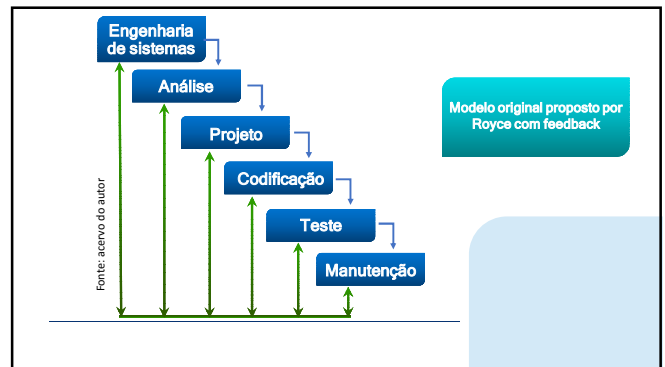 Engenharia
de sistemas
Análise
Modelo original proposto por
Royce com feedback
Projeto
Codificação
Teste
Manutenção
Fonte: acervo do autor